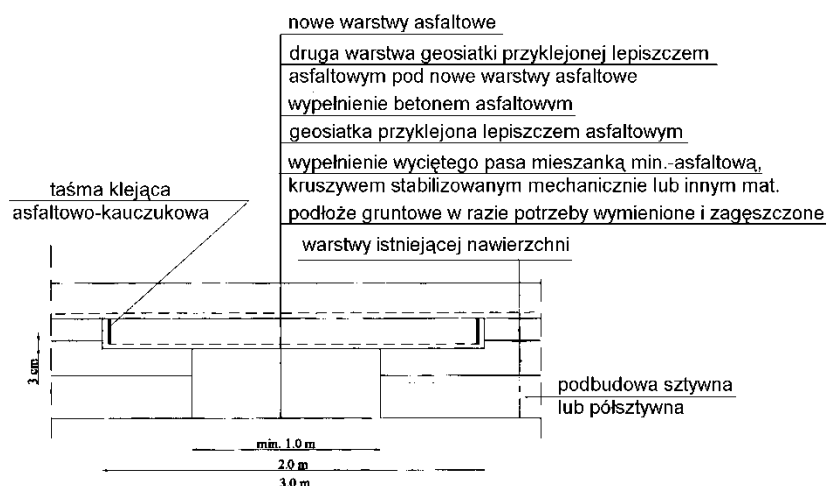 nowe warstwy asfaltowe
druga warstwa geosiatki przyklejonej lepiszczem
asfaltowym pod nowe warstwy asfaltowe
wypełnienie betonem asfaltowym
geosiatka przyklejona lepiszczem asfaltowym
wypełnienie wyciętego pasa mieszanką min.-asfaltową,
kruszywem stabilizowanym mechanicznie lub innym mat.
podłoże gruntowe w razie potrzeby wymienione i zagęszczone
warstwy istniejącej nawierzchni
taśma klejąca
asfaltowo-kauczukowa
3 cm
podbudowa sztywna
lub półsztywna
min. 1.0 m
2.0 m
3.0 m